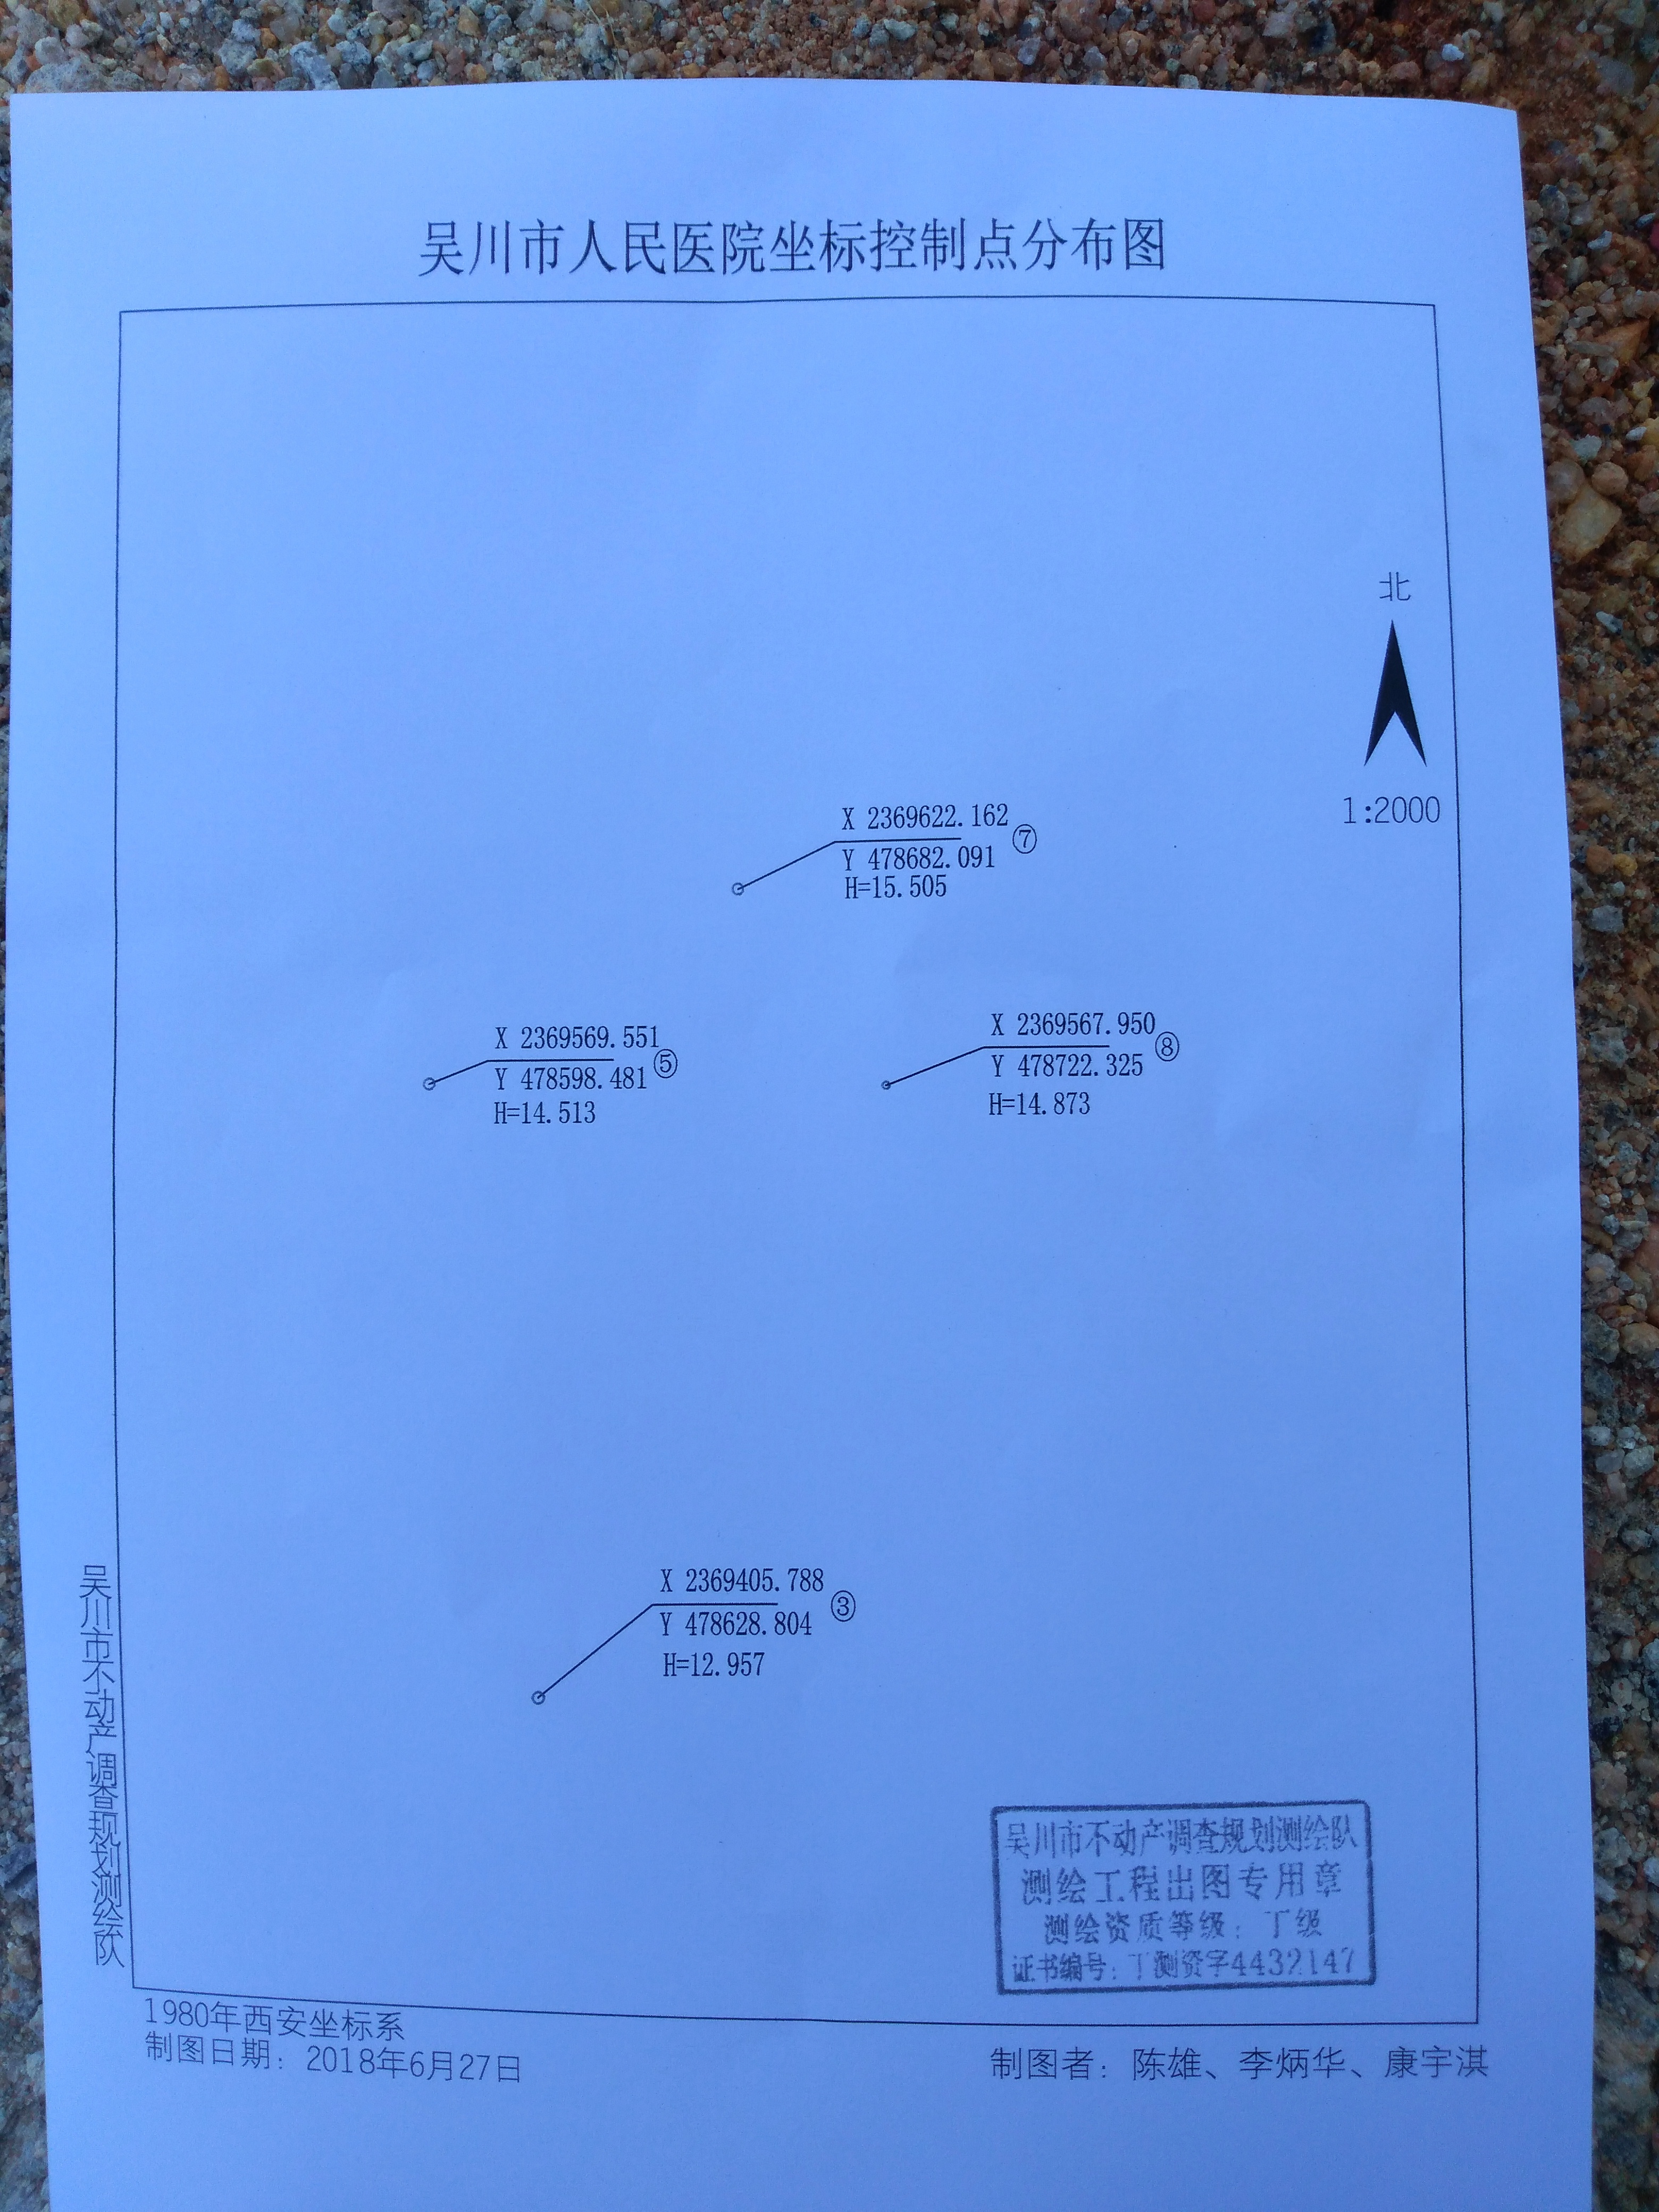 吴川市人民医院坐标控制点分布图
北
1:2000
X 2369622.162
⑦
Y 478682.091
H=15.505
X 2369569.551
⑤
Y 478598.481
H=14.513
X 2369567.950
⑧
Y 478722.325
H=14.873
X 2369405.788
③
Y 478628.804
H=12.957
吴川市不动产调查规划测绘队
吴川市不动产调查规划测绘队
测绘工程出图专用章
测绘资质等级：丁级
证书编号：丁测资字4432147
1980年西安坐标系
制图日期：2018年6月27日
制图者：陈雄、李炳华、康宇淇